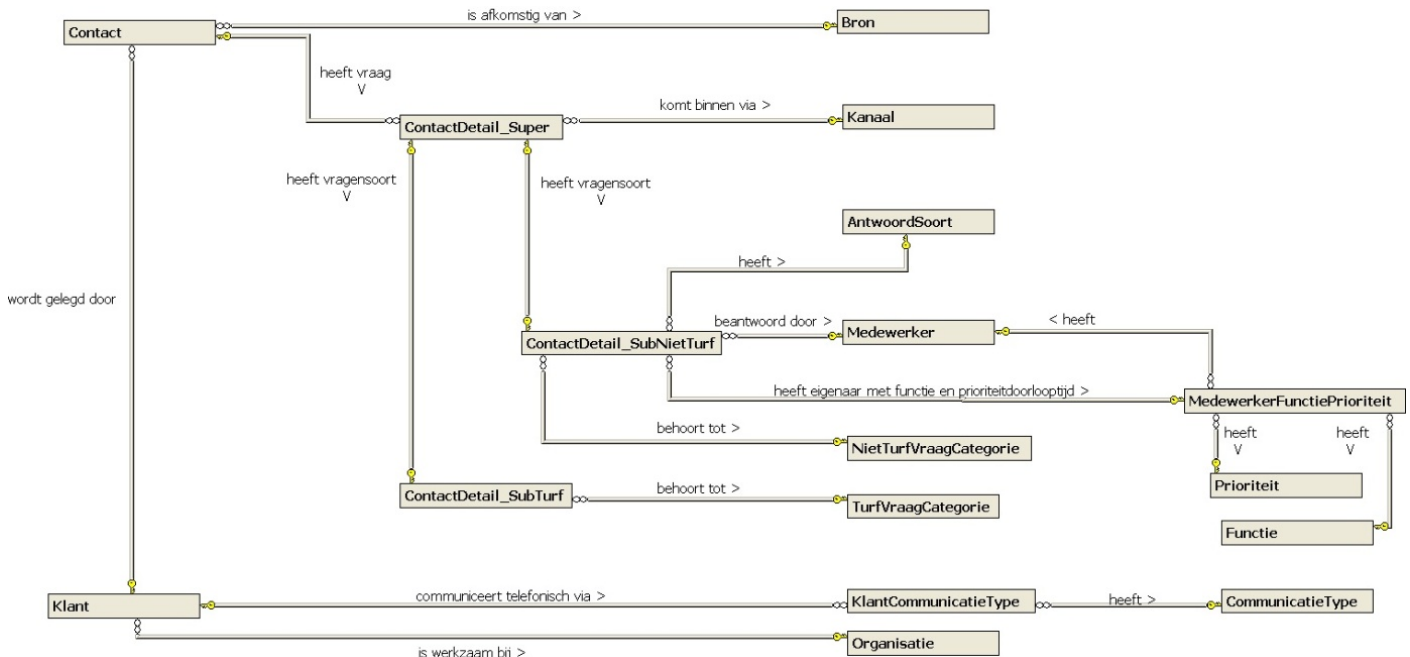 is afkomstig van >
Bron
Contact
heeft vraag
V
komt binnen via >
Kanaal
ContactDetail_Super
heeft vragensoort
V
heeft vragensoort
V
AntwoordSoort
heeft >
wordt gelegd door
beantwoord door >
Medewerker
< heeft
ContactDetail_SubNietTurf
heeft eigenaar met functie en prioriteitdoorlooptijd >
MedewerkerFunctiePrioriteit
behoort tot >
heeft
V
heeft
V
NietTurfVraagCategorie
Prioriteit
ContactDetail_SubTurf
behoort tot >
TurfVraagCategorie
Functie
Klant
communiceert telefonisch via >
KlantCommunicatieType
heeft >
CommunicatieType
Organisatie
is werkzaam bij >